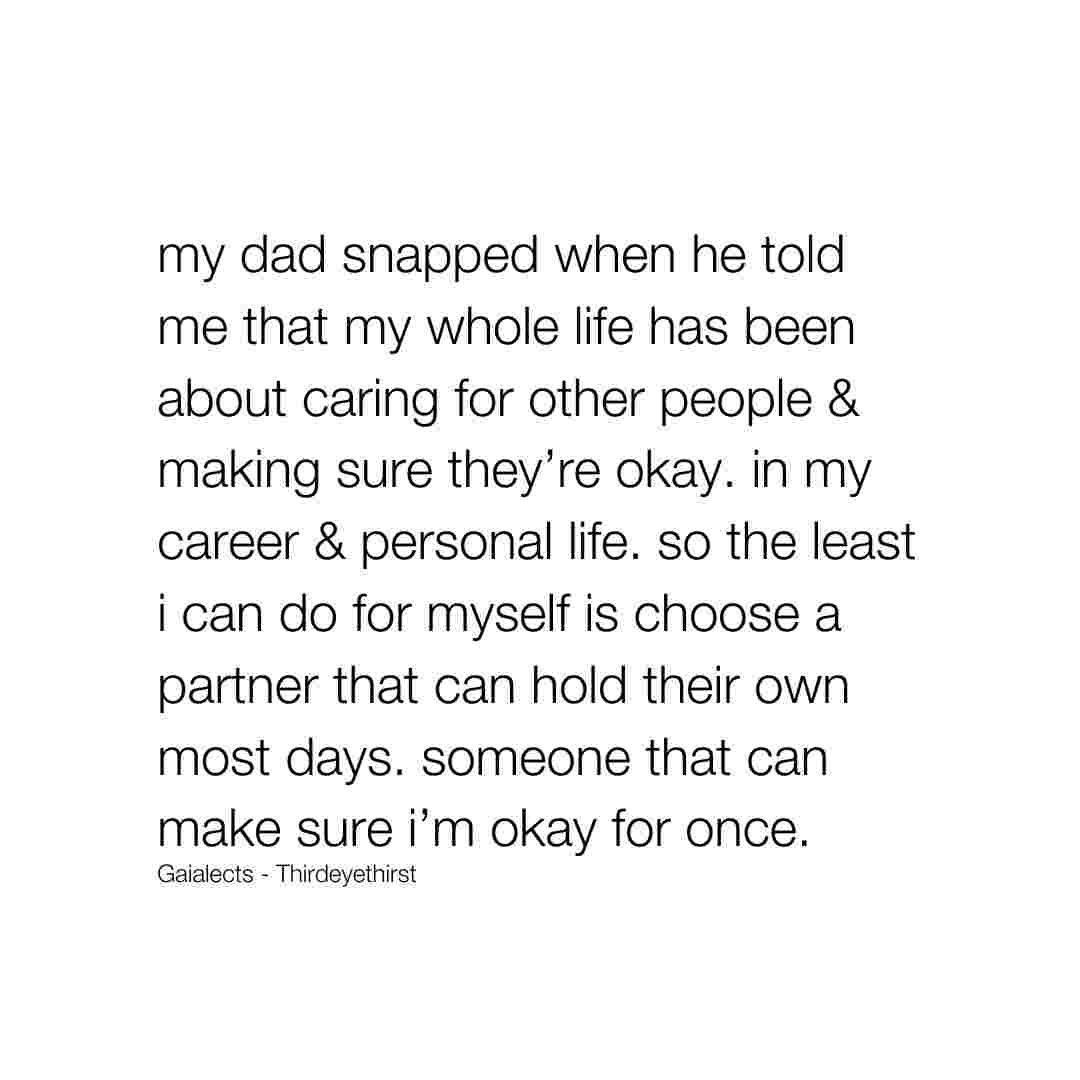 my dad snapped when he told
me that my whole life has been
about caring for other people &
making sure they’re okay. in my
career & personal life. so the least
i can do for myself is choose a
partner that can hold their own
most days. someone that can
make sure i’m okay for once.
Gaialects - Thirdeyethirst